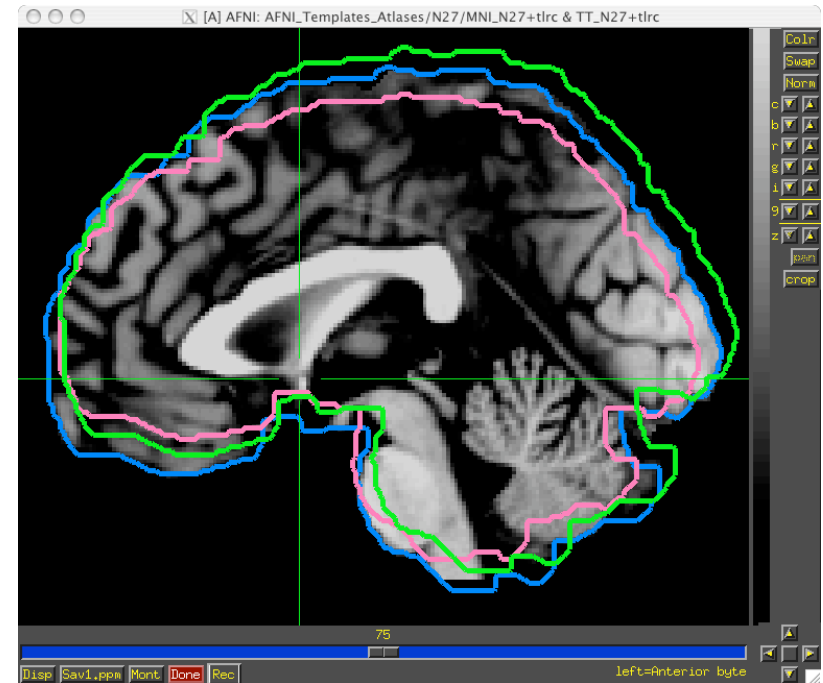 [A] AFNI: AFNI_Templates_Atlases/N27/MNI_N27+tlrc & TT_N27+tlrc
Colr
Swap
Norm
c
b
r
g
i
9
z
pan
crop
75
Disp Sav1.ppm Mont Done Rec left=Anterior byte